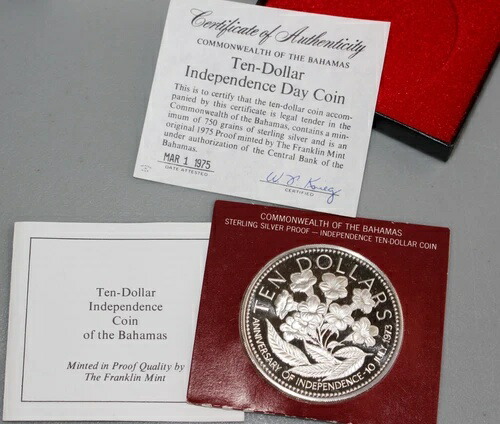 Certificate of Authenticity
COMMONWEALTH OF THE BAHAMAS
Ten-Dollar
Independence Day Coin
This is to certify that the ten-dollar coin accom-
panied by this certificate is legal tender in the
Commonwealth of the Bahamas, contains a min-
imum of 750 grains of sterling silver and is an
original 1975 Proof minted by The Franklin Mint
under authorization of the Central Bank of the
Bahamas.
MAR 1 1975
DATE ATTESTED
CERTIFIED
COMMONWEALTH OF THE BAHAMAS
STERLING SILVER PROOF — INDEPENDENCE TEN-DOLLAR COIN
TEN DOLLARS
ANNIVERSARY OF INDEPENDENCE·10 JULY 1973
Ten-Dollar
Independence
Coin
of the Bahamas
Minted in Proof Quality by
The Franklin Mint